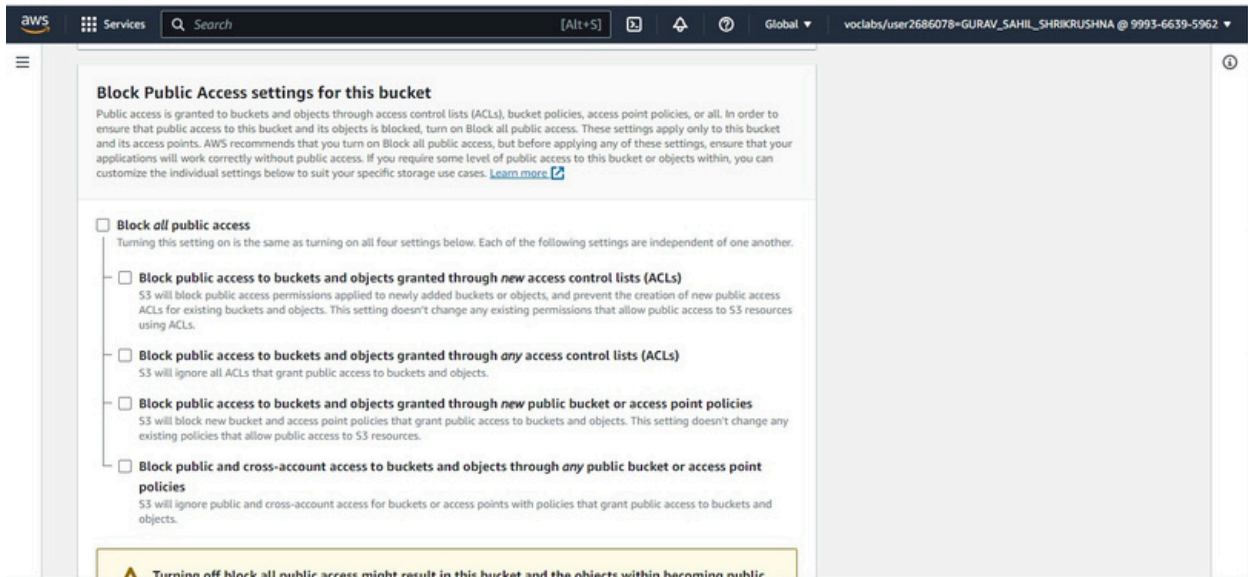 aws Services Search [Alt+S] Global voclabs/user2686078=GURAV_SAHIL_SHRIKRUSHNA @ 9993-6639-5962
Block Public Access settings for this bucket
Public access is granted to buckets and objects through access control lists (ACLs), bucket policies, access point policies, or all. In order to
ensure that public access to this bucket and its objects is blocked, turn on Block all public access. These settings apply only to this bucket
and its access points. AWS recommends that you turn on Block all public access, but before applying any of these settings, ensure that your
applications will work correctly without public access. If you require some level of public access to this bucket or objects within, you can
customize the individual settings below to suit your specific storage use cases. Learn more
Block all public access
Turning this setting on is the same as turning on all four settings below. Each of the following settings are independent of one another.
Block public access to buckets and objects granted through new access control lists (ACLs)
S3 will block public access permissions applied to newly added buckets or objects, and prevent the creation of new public access
ACLs for existing buckets and objects. This setting doesn't change any existing permissions that allow public access to S3 resources
using ACLs.
Block public access to buckets and objects granted through any access control lists (ACLs)
S3 will ignore all ACLs that grant public access to buckets and objects.
Block public access to buckets and objects granted through new public bucket or access point policies
S3 will block new bucket and access point policies that grant public access to buckets and objects. This setting doesn't change any
existing policies that allow public access to S3 resources.
Block public and cross-account access to buckets and objects through any public bucket or access point
policies
S3 will ignore public and cross-account access for buckets or access points with policies that grant public access to buckets and
objects.
Turning off block all public access might result in this bucket and the objects within becoming public